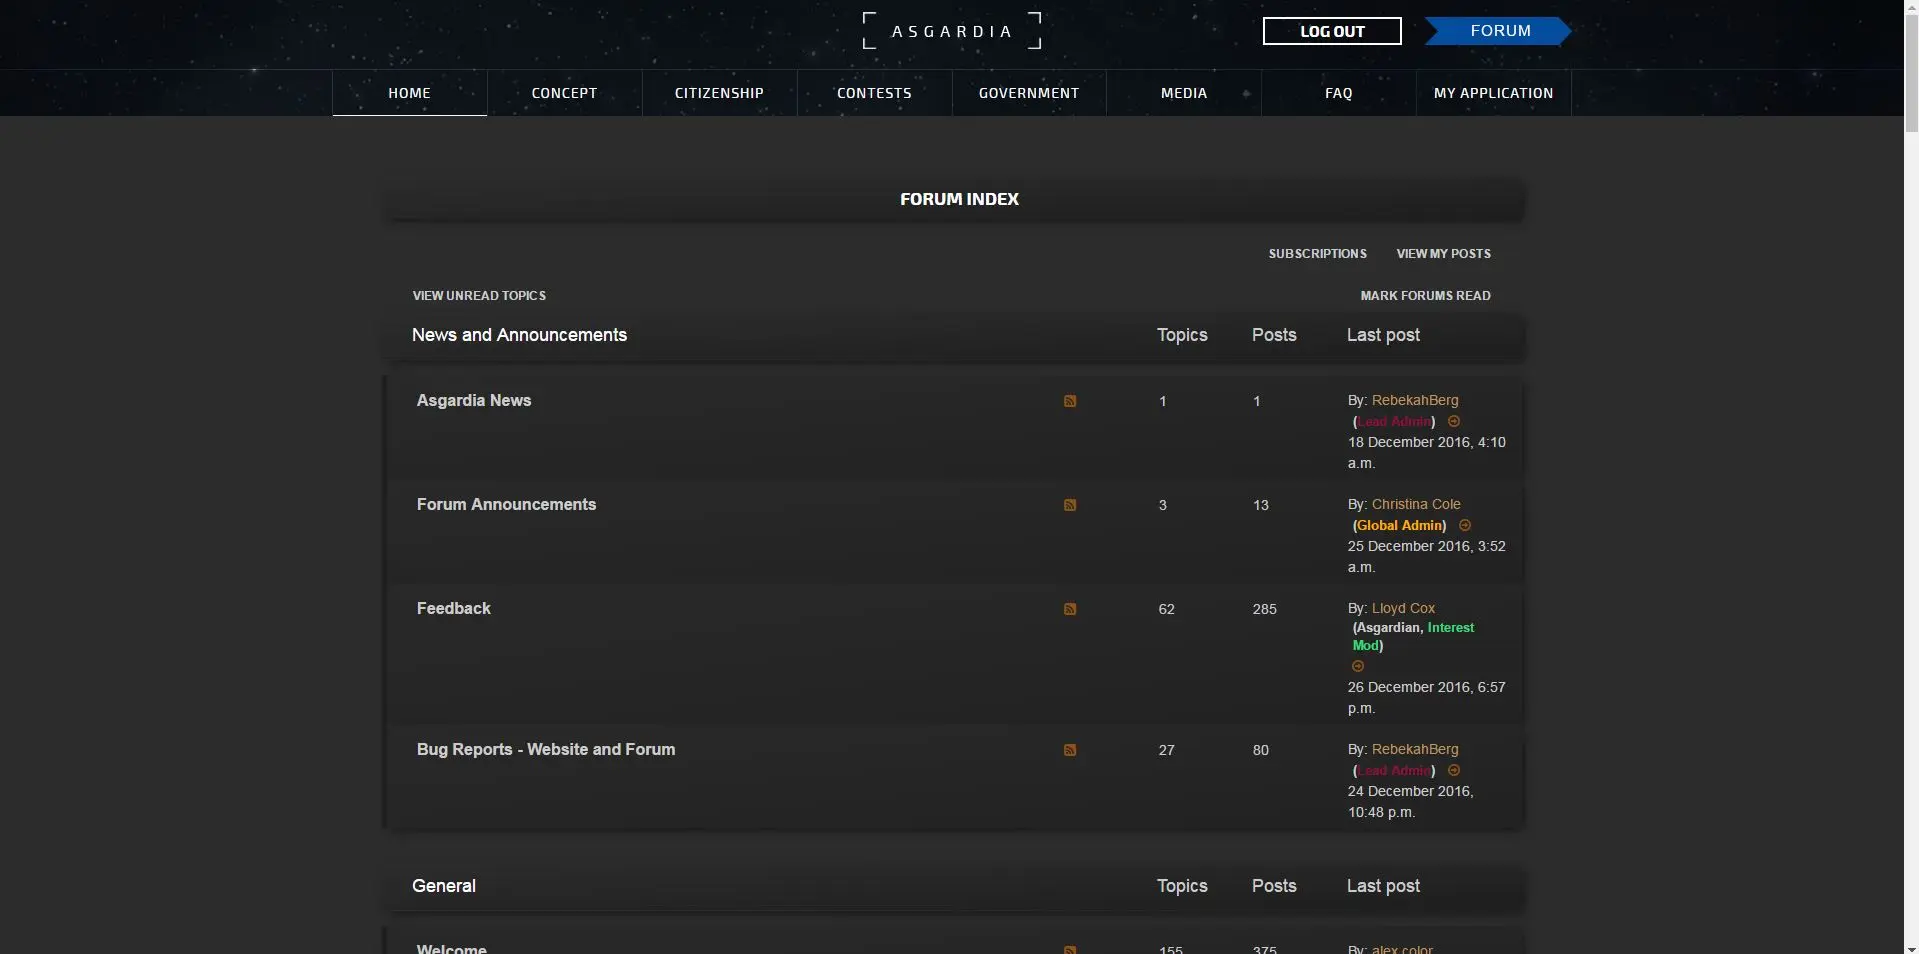 ASGARDIA
LOG OUT
FORUM
HOME
CONCEPT
CITIZENSHIP
CONTESTS
GOVERNMENT
MEDIA
FAQ
MY APPLICATION
FORUM INDEX
SUBSCRIPTIONS
VIEW MY POSTS
VIEW UNREAD TOPICS
MARK FORUMS READ
News and Announcements Topics Posts Last post
Asgardia News 1 1 By: RebekahBerg
(Lead Admin)
18 December 2016, 4:10
a.m.
Forum Announcements 3 13 By: Christina Cole
(Global Admin)
25 December 2016, 3:52
a.m.
Feedback 62 285 By: Lloyd Cox
(Asgardian, Interest
Mod)
26 December 2016, 6:57
p.m.
Bug Reports - Website and Forum 27 80 By: RebekahBerg
(Lead Admin)
24 December 2016,
10:48 p.m.
General Topics Posts Last post
Welcome 155 375 By: alex.color